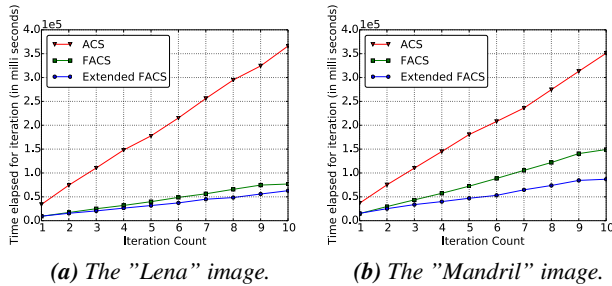 1e5
Time elapsed for iteration (in milli seconds)
4.0
3.5
3.0
2.5
2.0
1.5
1.0
0.5
0.0
ACS
FACS
Extended FACS
1 2 3 4 5 6 7 8 9 10
Iteration Count
(a) The ”Lena” image.
1e5
Time elapsed for iteration (in milli seconds)
4.0
3.5
3.0
2.5
2.0
1.5
1.0
0.5
0.0
ACS
FACS
Extended FACS
1 2 3 4 5 6 7 8 9 10
Iteration Count
(b) The ”Mandril” image.